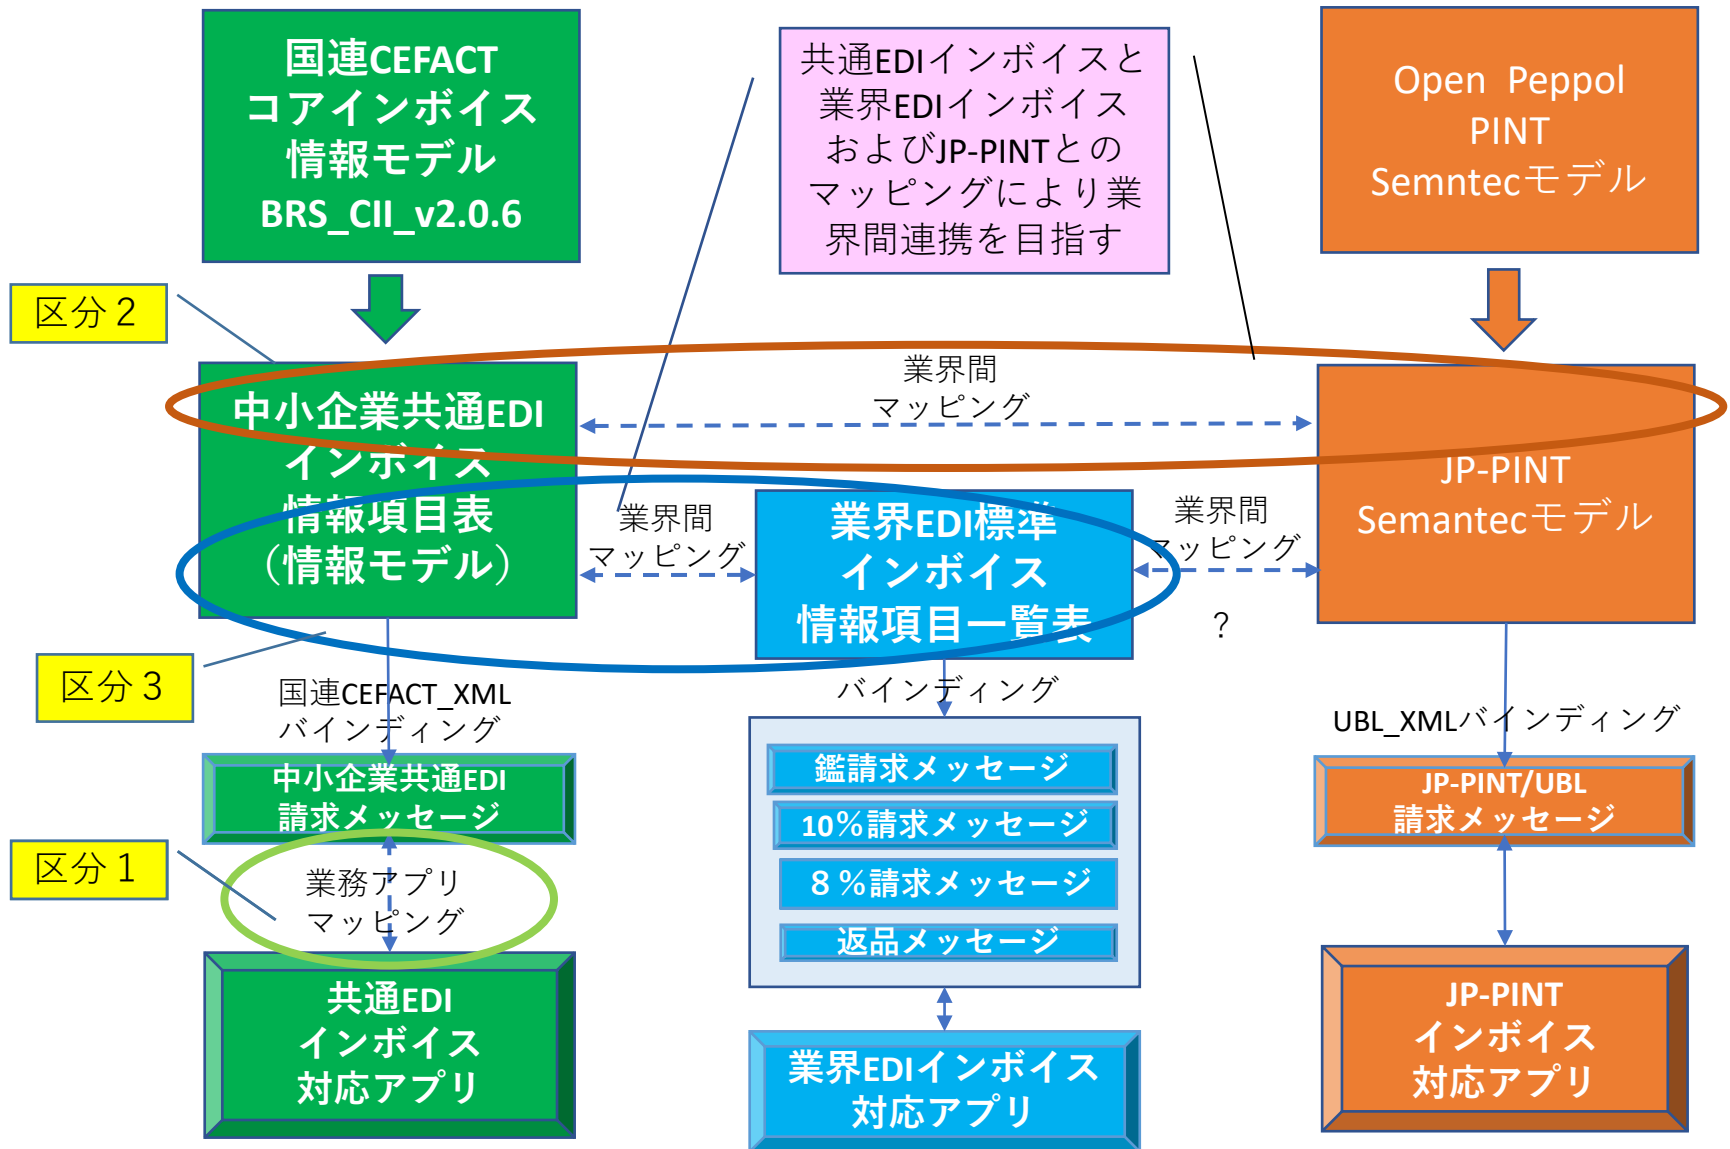 国連CEFACT
コアインボイス
情報モデル
BRS_CII_v2.0.6
共通EDIインボイスと
業界EDIインボイス
およびJP-PINTとの
マッピングにより業
界間連携を目指す
Open Peppol
PINT
Semntecモデル
区分２
中小企業共通EDI
インボイス
情報項目表
（情報モデル）
業界間
マッピング
JP-PINT
Semantecモデル
業界間
マッピング
業界EDI標準
インボイス
情報項目一覧表
業界間
マッピング
？
区分３
国連CEFACT_XML
バインディング
バインディング
UBL_XMLバインディング
中小企業共通EDI
請求メッセージ
鑑請求メッセージ
10％請求メッセージ
８％請求メッセージ
返品メッセージ
JP-PINT/UBL
請求メッセージ
区分１
業務アプリ
マッピング
共通EDI
インボイス
対応アプリ
業界EDIインボイス
対応アプリ
JP-PINT
インボイス
対応アプリ